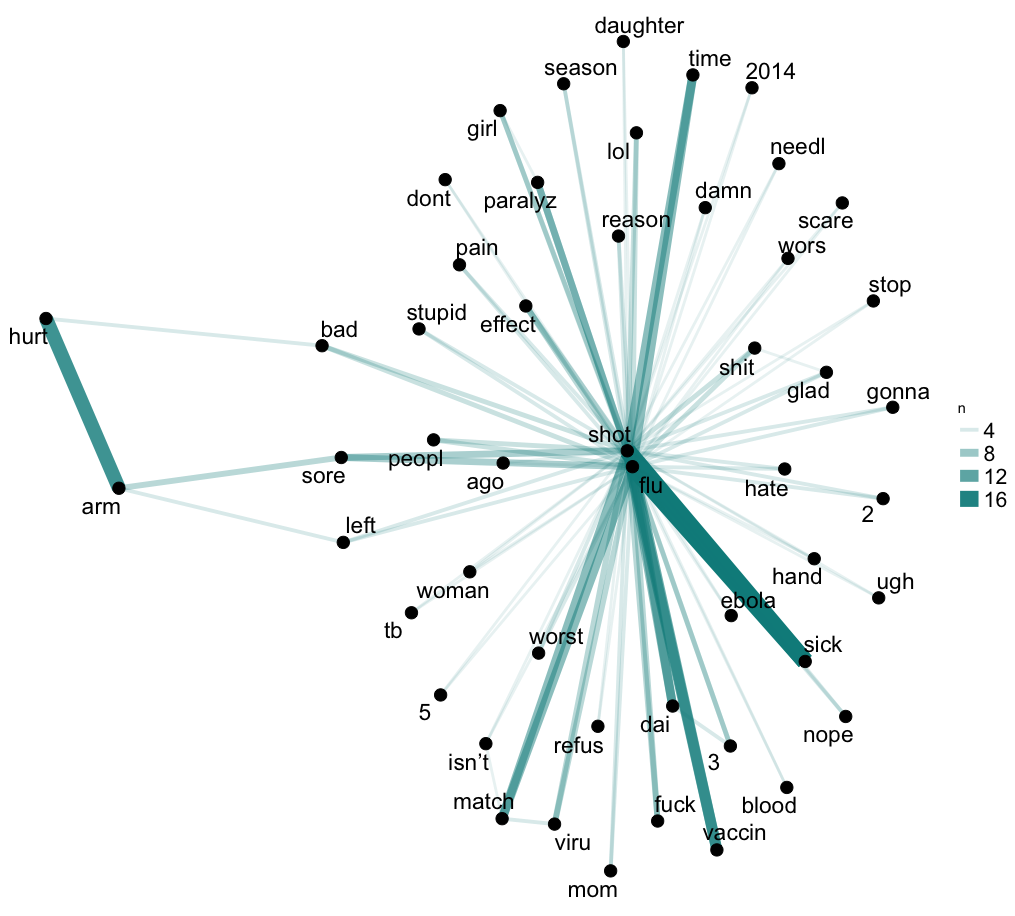 daughter
time
season
2014
girl
lol
needl
dont
paralyz
damn
reason
scare
pain
wors
stop
stupid
effect
hurt
bad
shit
glad
gonna
n
shot
4
peopl
8
sore
ago
flu
hate
12
arm
2
16
left
hand
woman
ugh
ebola
tb
worst
sick
5
dai
refus
nope
isn't
3
match
fuck
blood
viru
vaccin
mom